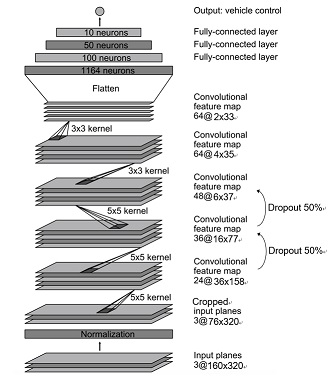 Output: vehicle control
10 neurons
Fully-connected layer
50 neurons
Fully-connected layer
100 neurons
Fully-connected layer
1164 neurons
Flatten
Convolutional
feature map
64@2x33
3x3 kernel
Convolutional
feature map
64@4x35
3x3 kernel
Convolutional
feature map
48@6x37
Dropout 50%
5x5 kernel
Convolutional
feature map
36@16x77
Dropout 50%
5x5 kernel
Convolutional
feature map
24@36x158
5x5 kernel
Cropped
input planes
3@76x320
Normalization
Input planes
3@160x320